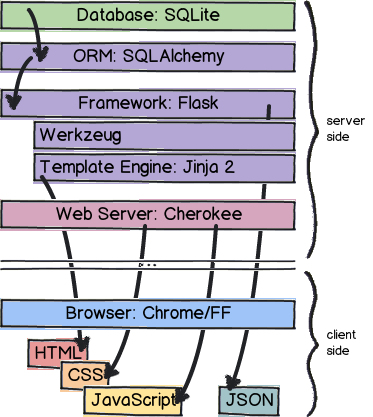 Database: SQLite
ORM: SQLAlchemy
Framework: Flask
Werkzeug
Template Engine: Jinja 2
Web Server: Cherokee
server
side
...
Browser: Chrome/FF
client
side
HTML
CSS
JavaScript
JSON